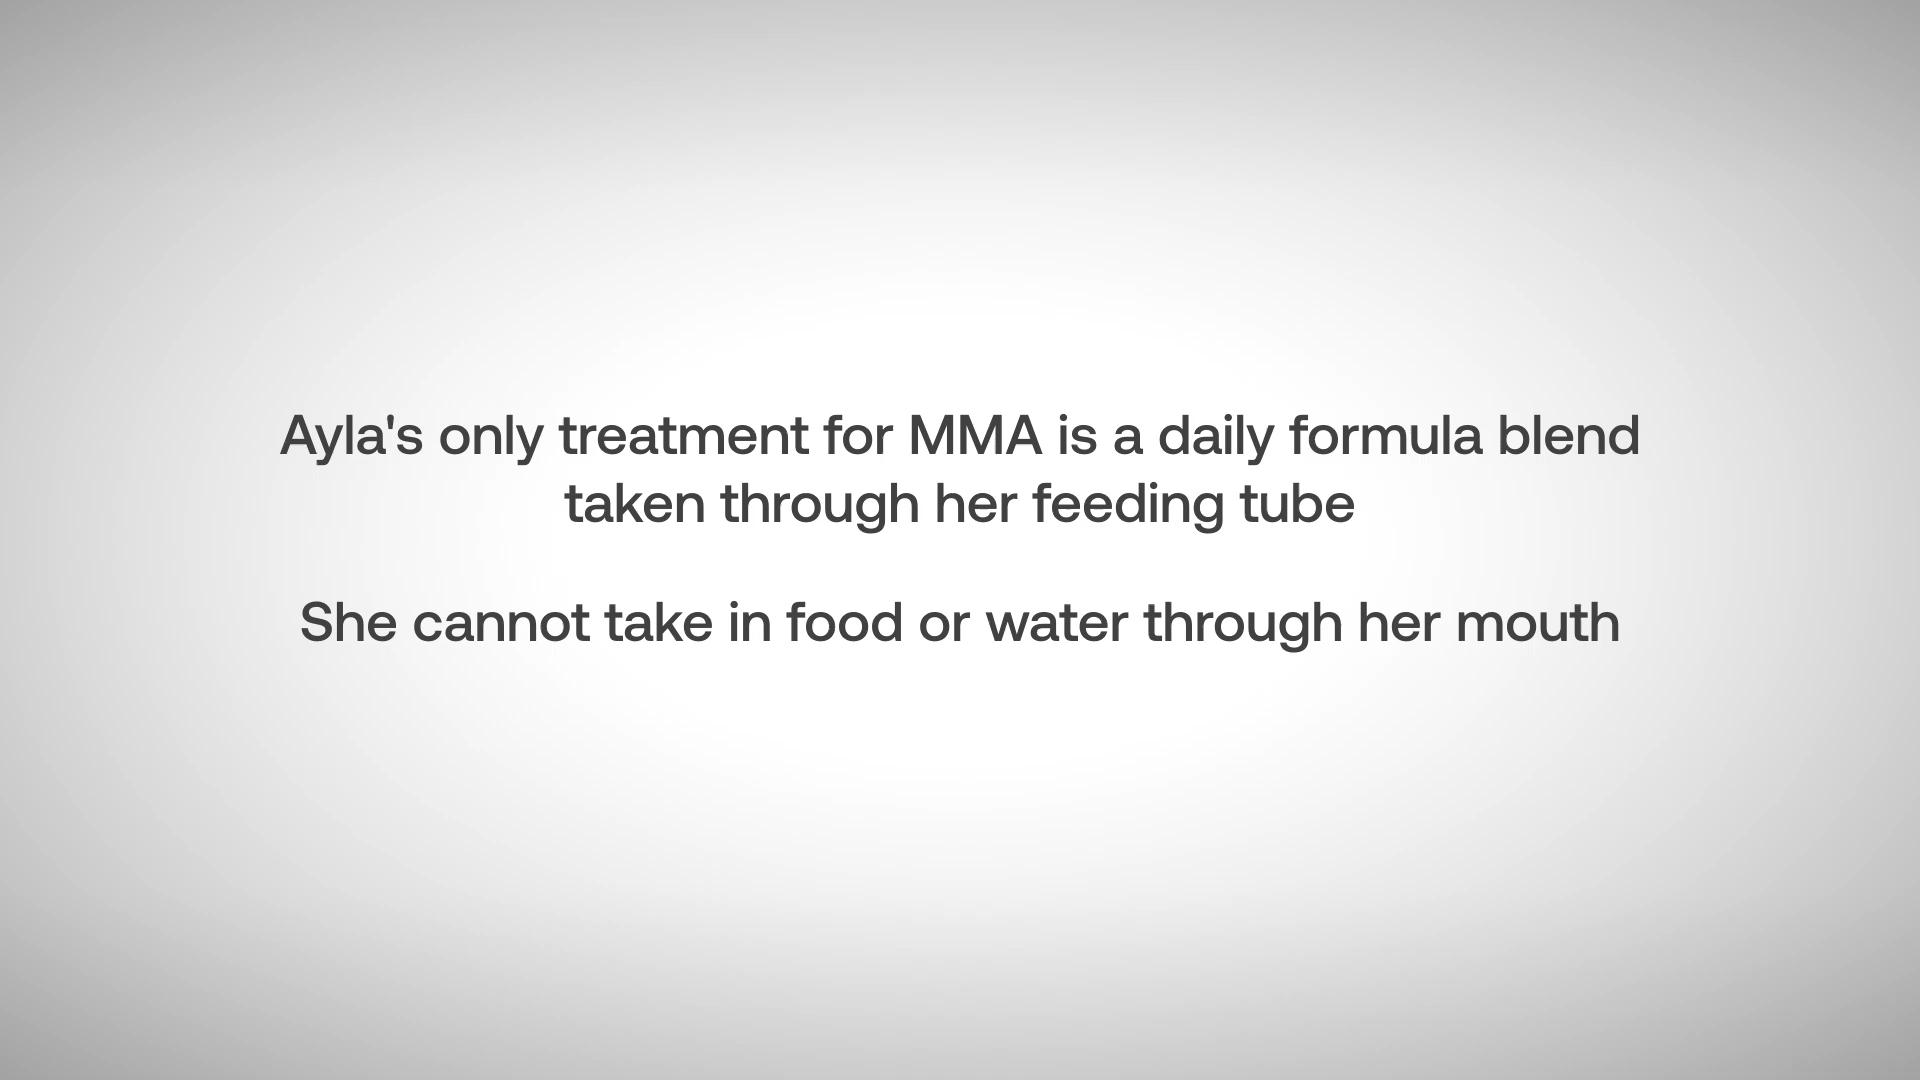 Ayla's only treatment for MMA is a daily formula blend
taken through her feeding tube
She cannot take in food or water through her mouth